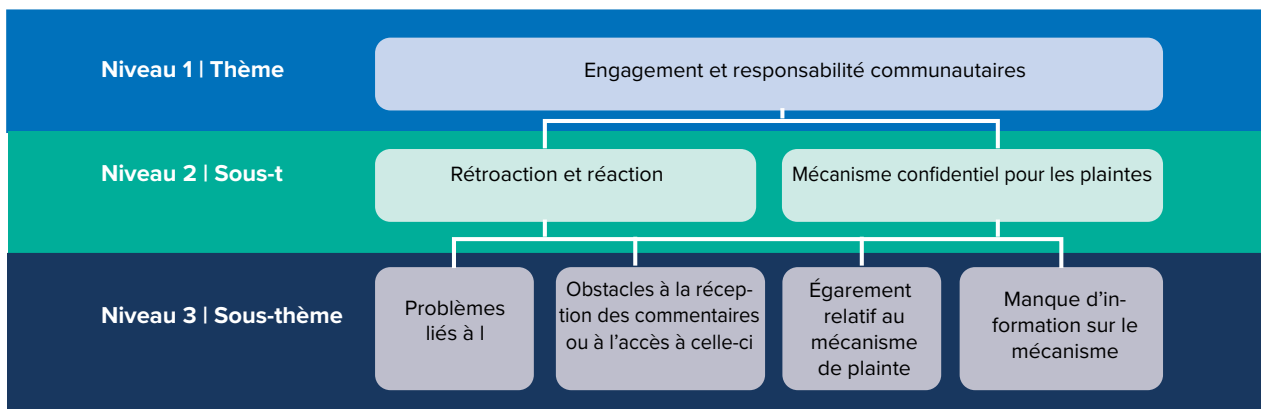 Niveau 1 | Thème
Engagement et responsabilité communautaires
Niveau 2 | Sous-t
Rétroaction et réaction
Mécanisme confidentiel pour les plaintes
Niveau 3 | Sous-thème
Problèmes
liés à l
Obstacles à la récep-
tion des commentaires
ou à l'accès à celle-ci
Égarement
relatif au
mécanisme
de plainte
Manque d'in-
formation sur le
mécanisme